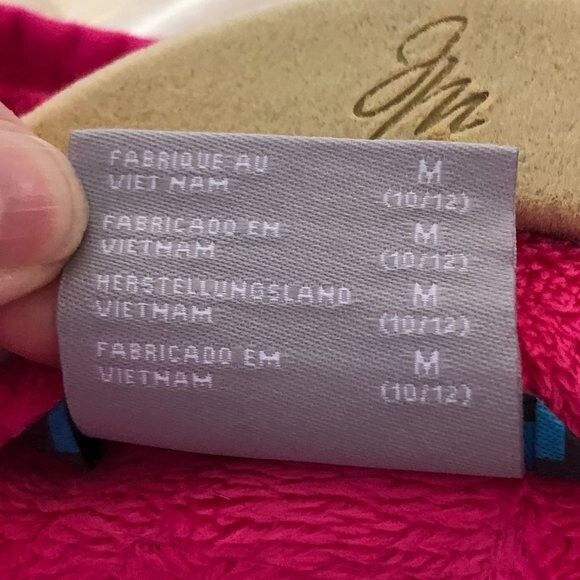 Jm
FABRIQUE AU
VIET NAM
M
(10/12)
FABRICADO EN
VIETNAM
M
(10/12)
HERSTELLUNGSLAND
VIETNAM
M
(10/12)
FABRICADO EM
VIETNAM
M
(10/12)